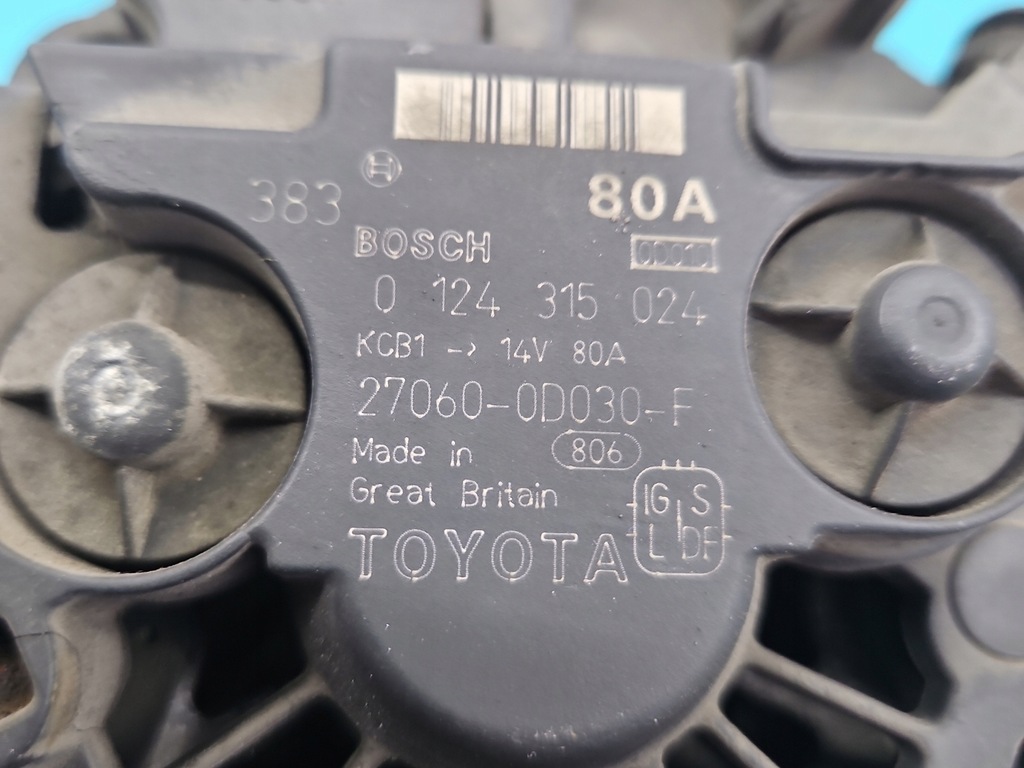 383
80A
BOSCH
0 124 315 024
KCB1 -> 14V 80A
27060-0D030-F
Made in 806
Great Britain
IG S
L DF
TOYOTA